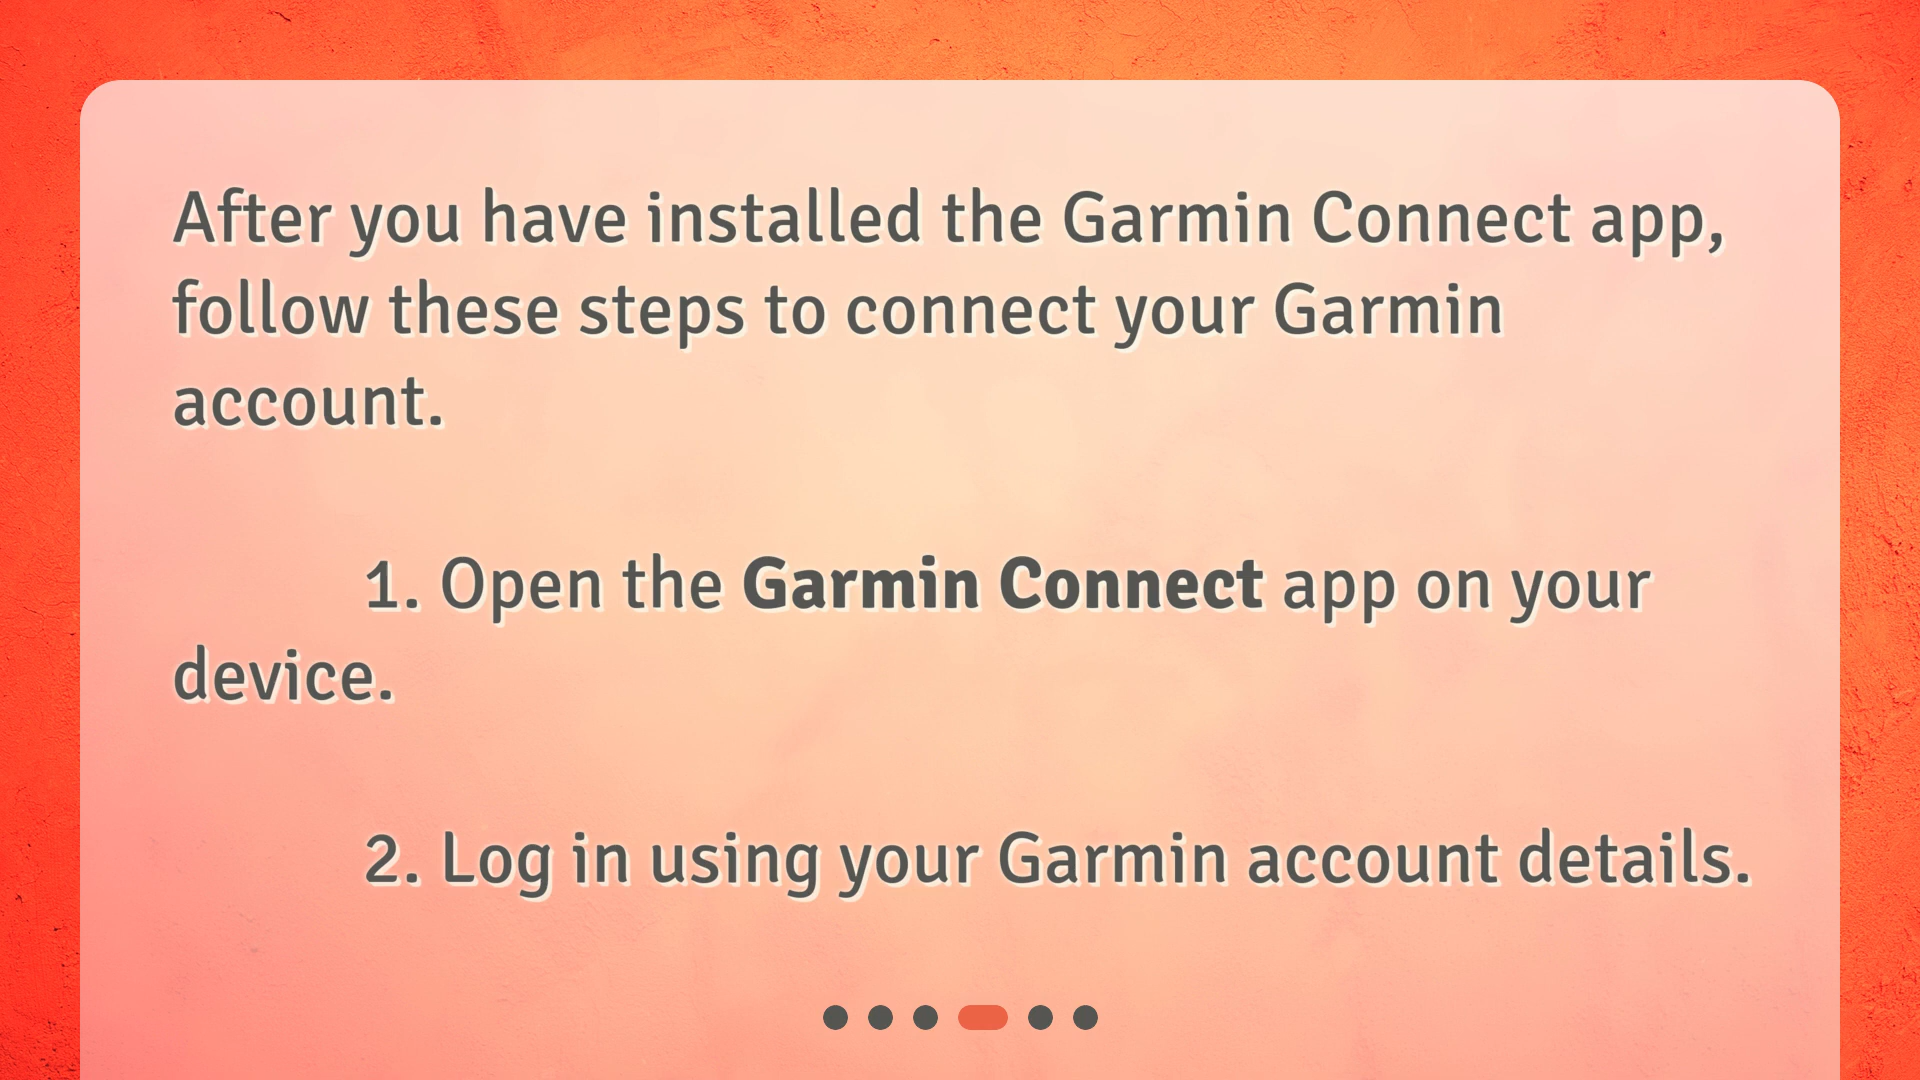 After you have installed the Garmin Connect app,
follow these steps to connect your Garmin
account.
1. Open the Garmin Connect app on your
device.
2. Log in using your Garmin account details.